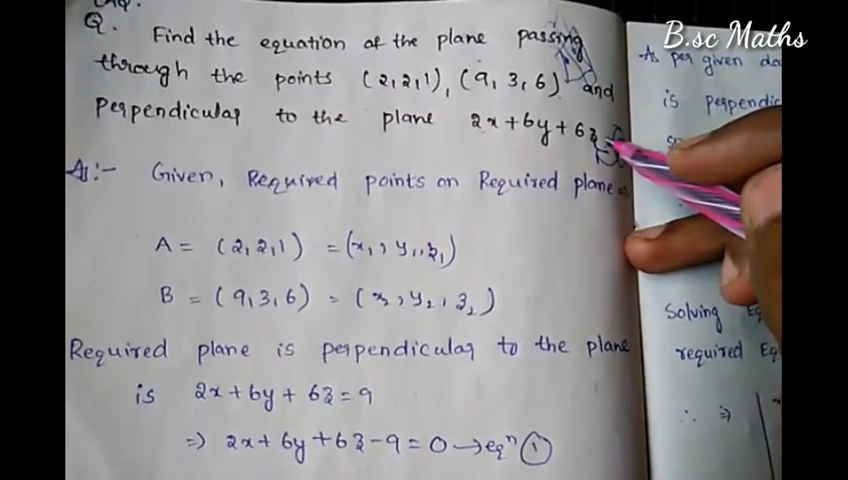 B.sc Maths
Q. Find the equation of the plane passing
through the points (2,2,1), (9,3,6) and
perpendicular to the plane 2x+6y+6z
A:- Given, Required points on Required plane
A = (2,2,1) = (x₁, y₁, z₁)
B = (9,3,6) = (x₂, y₂, z₂)
Required plane is perpendicular to the plane
is 2x+6y+6z=9
=> 2x+6y+6z-9=0 → eqⁿ ①
As per given
is
Solving
required
∴ =>